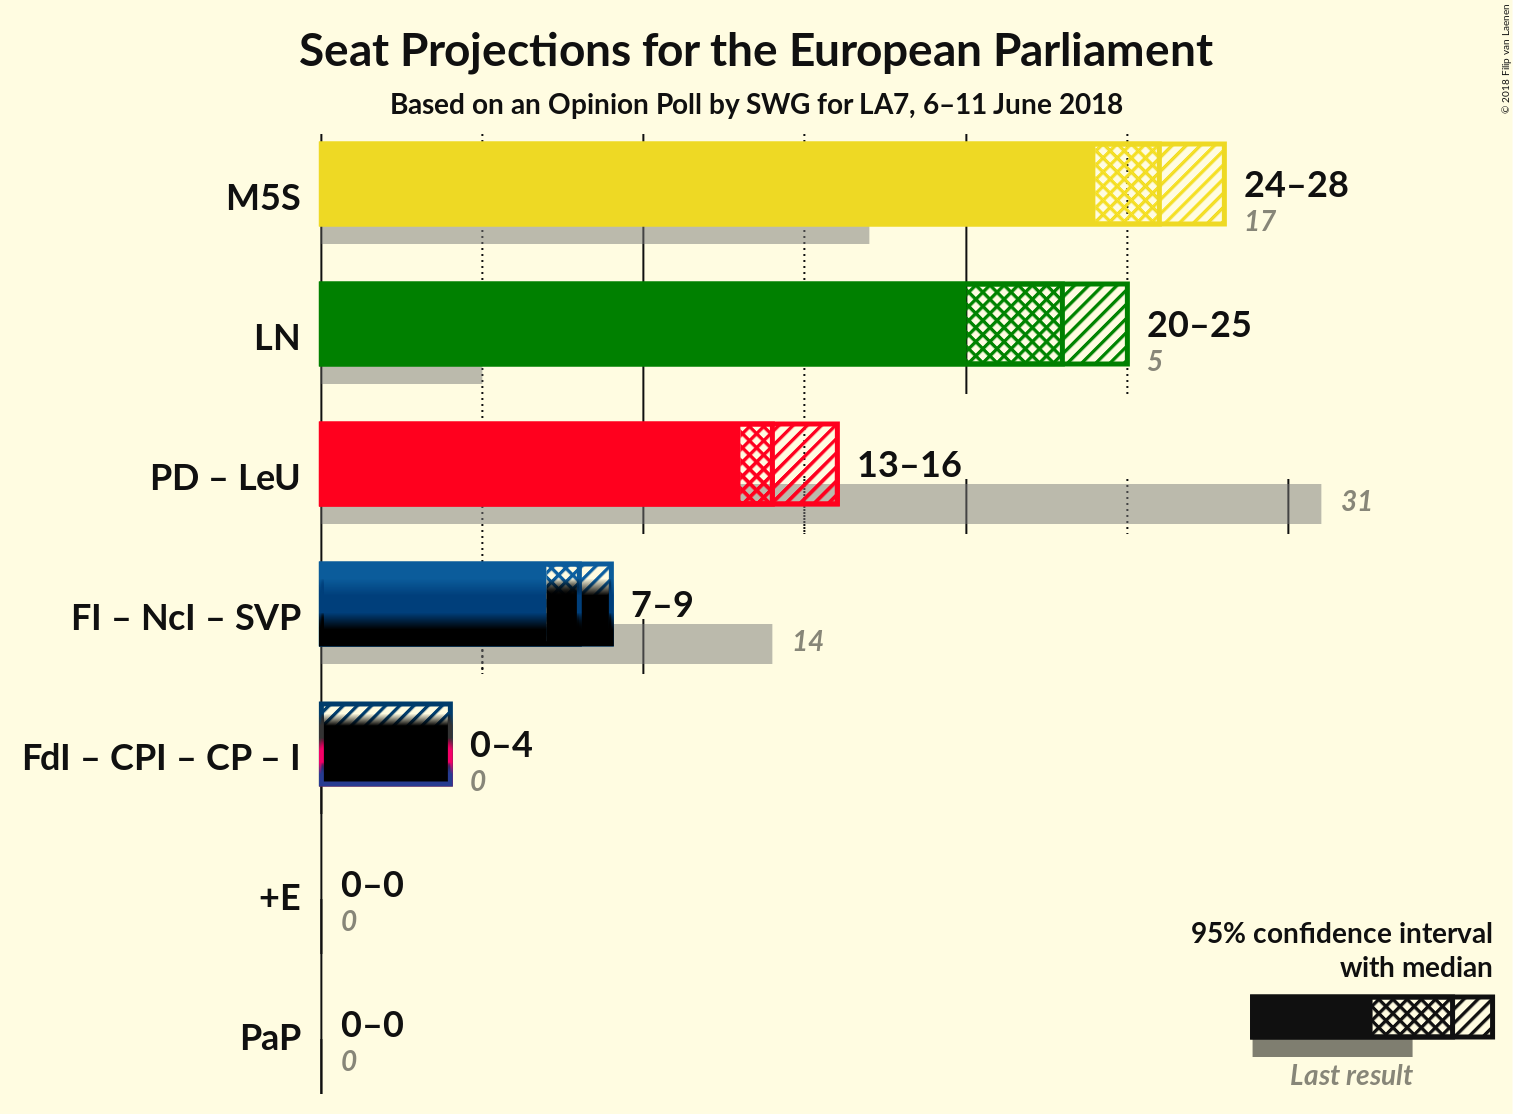 Seat Projections for the European Parliament
Based on an Opinion Poll by SWG for LA7, 6–11 June 2018
© 2018 Filip van Laenen
M5S
24–28
17
LN
20–25
5
PD – LeU
13–16
31
FI – NcI – SVP
7–9
14
FdI – CPI – CP – I
0–4
0
+E
0–0
0
PaP
0–0
0
95% confidence interval
with median
Last result